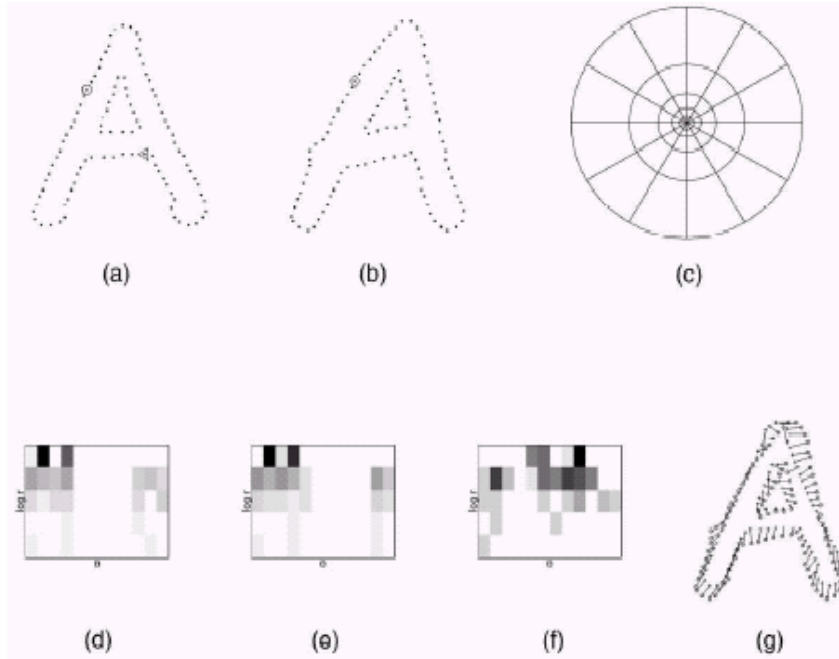 (a) (b) (c)
log r log r log r
θ θ θ
(d) (e) (f) (g)